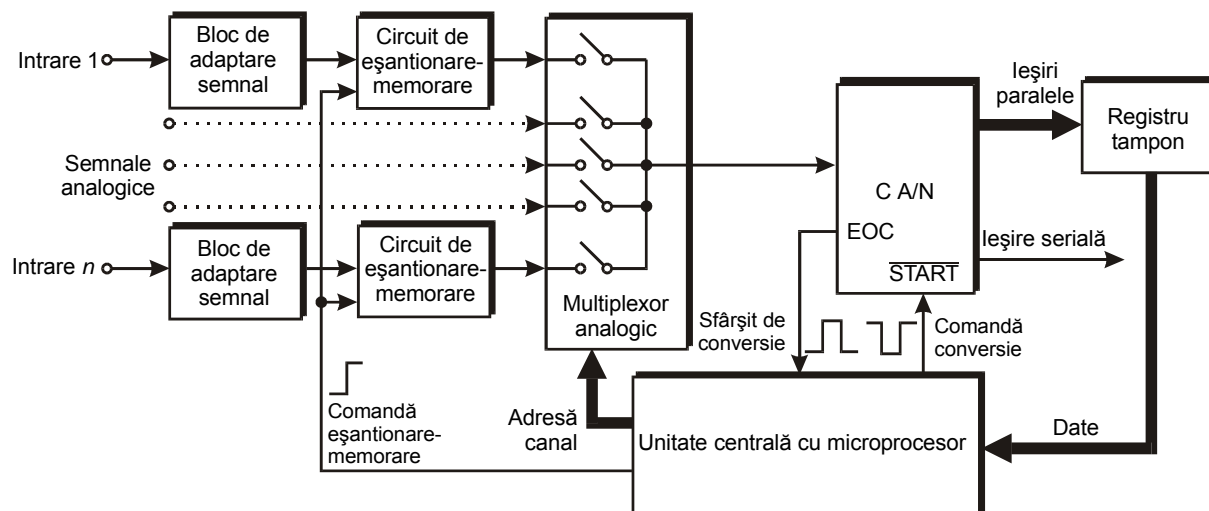 Intrare 1
Bloc de
adaptare
semnal
Circuit de
eşantionare-
memorare
Semnale
analogice
Intrare n
Bloc de
adaptare
semnal
Circuit de
eşantionare-
memorare
Multiplexor
analogic
C A/N
EOC
START
Ieşiri
paralele
Registru
tampon
Ieşire serială
Sfârşit de
conversie
Comandă
conversie
Comandă
eşantionare-
memorare
Adresă
canal
Unitate centrală cu microprocesor
Date